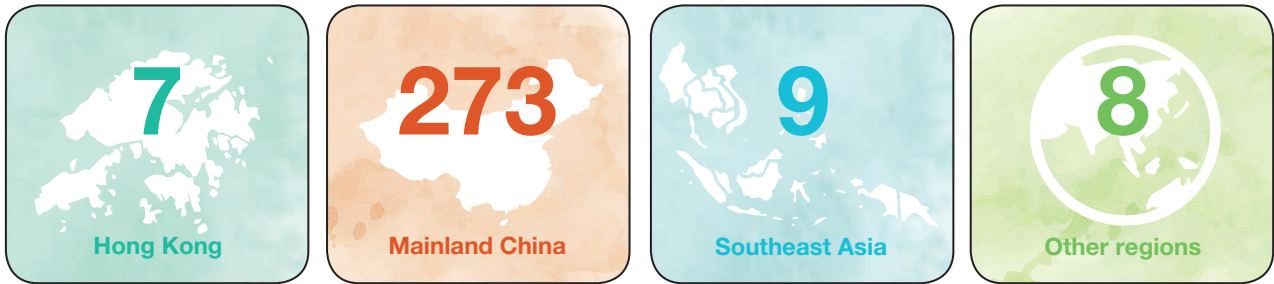 7
Hong Kong
273
Mainland China
9
Southeast Asia
8
Other regions